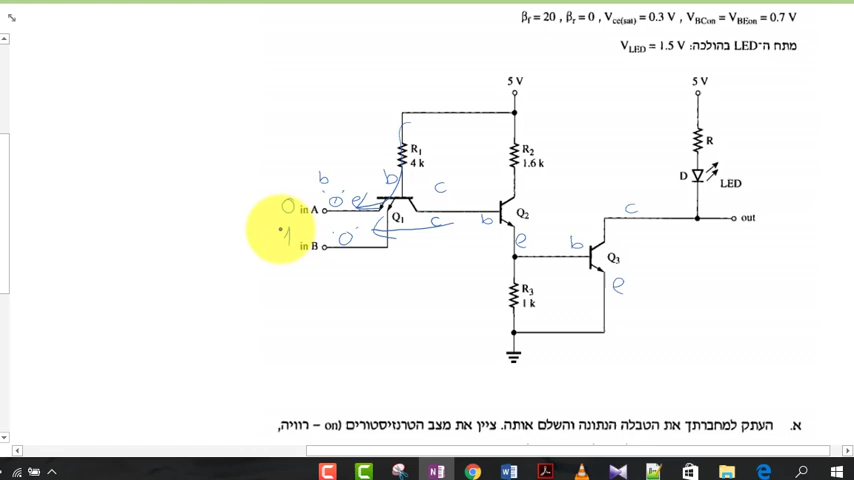 βf = 20 , βr = 0 , Vce(sat) = 0.3 V , VBCon = VBEon = 0.7 V
מתח ה־LED בהולכה: VLED = 1.5 V
5 V
5 V
R1
4 k
R2
1.6 k
R
D
LED
b
b
c
0
in A
0
e
Q1
c
b
Q2
c
out
1
in B
0
e
b
Q3
e
R3
1 k
א. העתק למחברתך את הטבלה הנתונה והשלם אותה. ציין את מצב הטרנזיסטורים (on – רוויה,